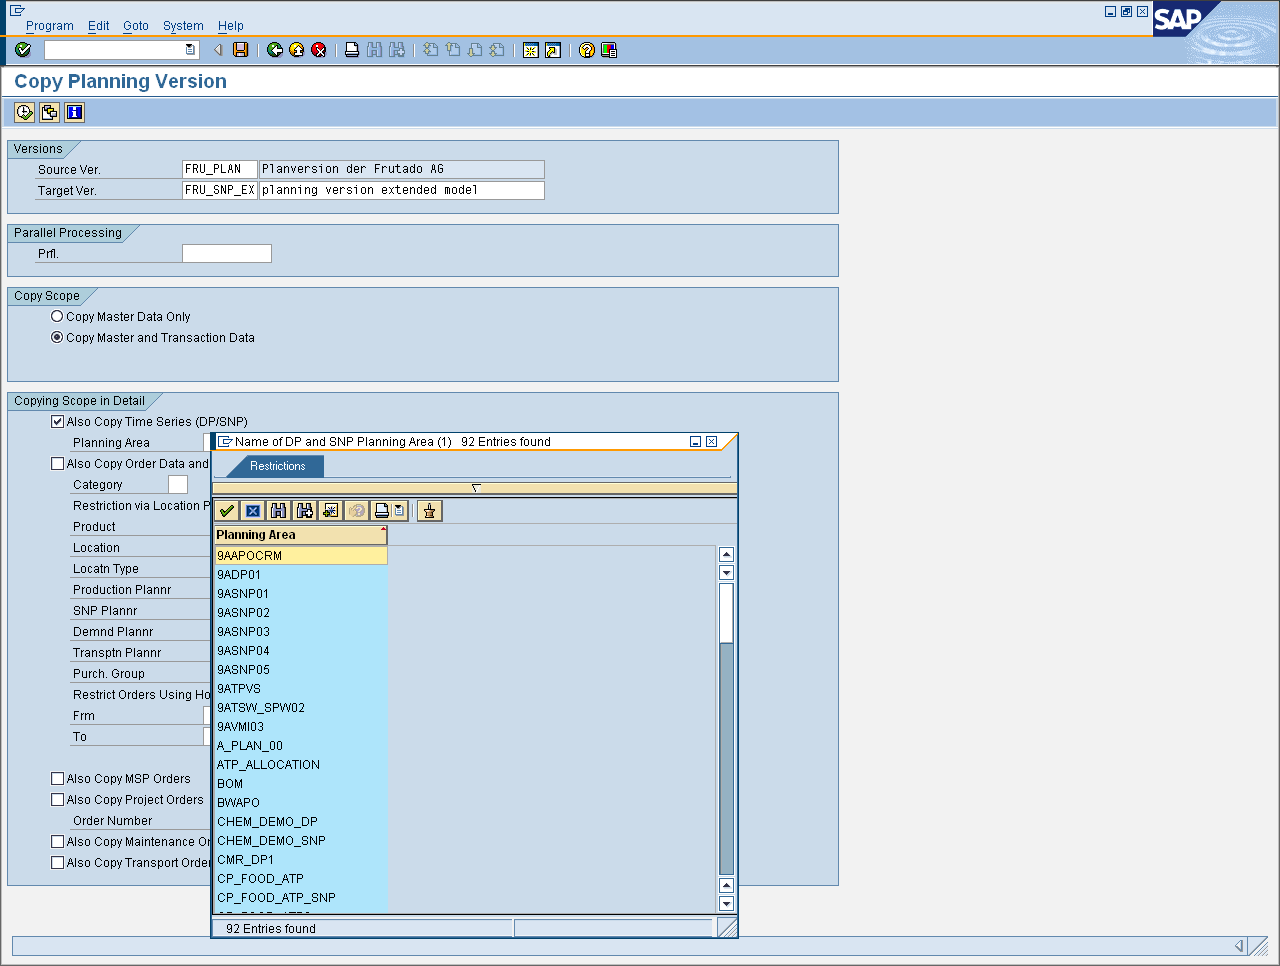 Program Edit Goto System Help
SAP
Copy Planning Version
Versions
Source Ver. FRU_PLAN Planversion der Frutado AG
Target Ver. FRU_SNP_EX planning version extended model
Parallel Processing
Prfl.
Copy Scope
Copy Master Data Only
Copy Master and Transaction Data
Copying Scope in Detail
Also Copy Time Series (DP/SNP)
Planning Area
Also Copy Order Data and
Category
Restriction via Location P
Product
Location
Locatn Type
Production Plannr
SNP Plannr
Demnd Plannr
Transptn Plannr
Purch. Group
Restrict Orders Using Ho
Frm
To
Also Copy MSP Orders
Also Copy Project Orders
Order Number
Also Copy Maintenance Or
Also Copy Transport Order
Name of DP and SNP Planning Area (1) 92 Entries found
Restrictions
Planning Area
9AAPOCRM
9ADP01
9ASNP01
9ASNP02
9ASNP03
9ASNP04
9ASNP05
9ATPVS
9ATSW_SPW02
9AVMI03
A_PLAN_00
ATP_ALLOCATION
BOM
BWAPO
CHEM_DEMO_DP
CHEM_DEMO_SNP
CMR_DP1
CP_FOOD_ATP
CP_FOOD_ATP_SNP
92 Entries found